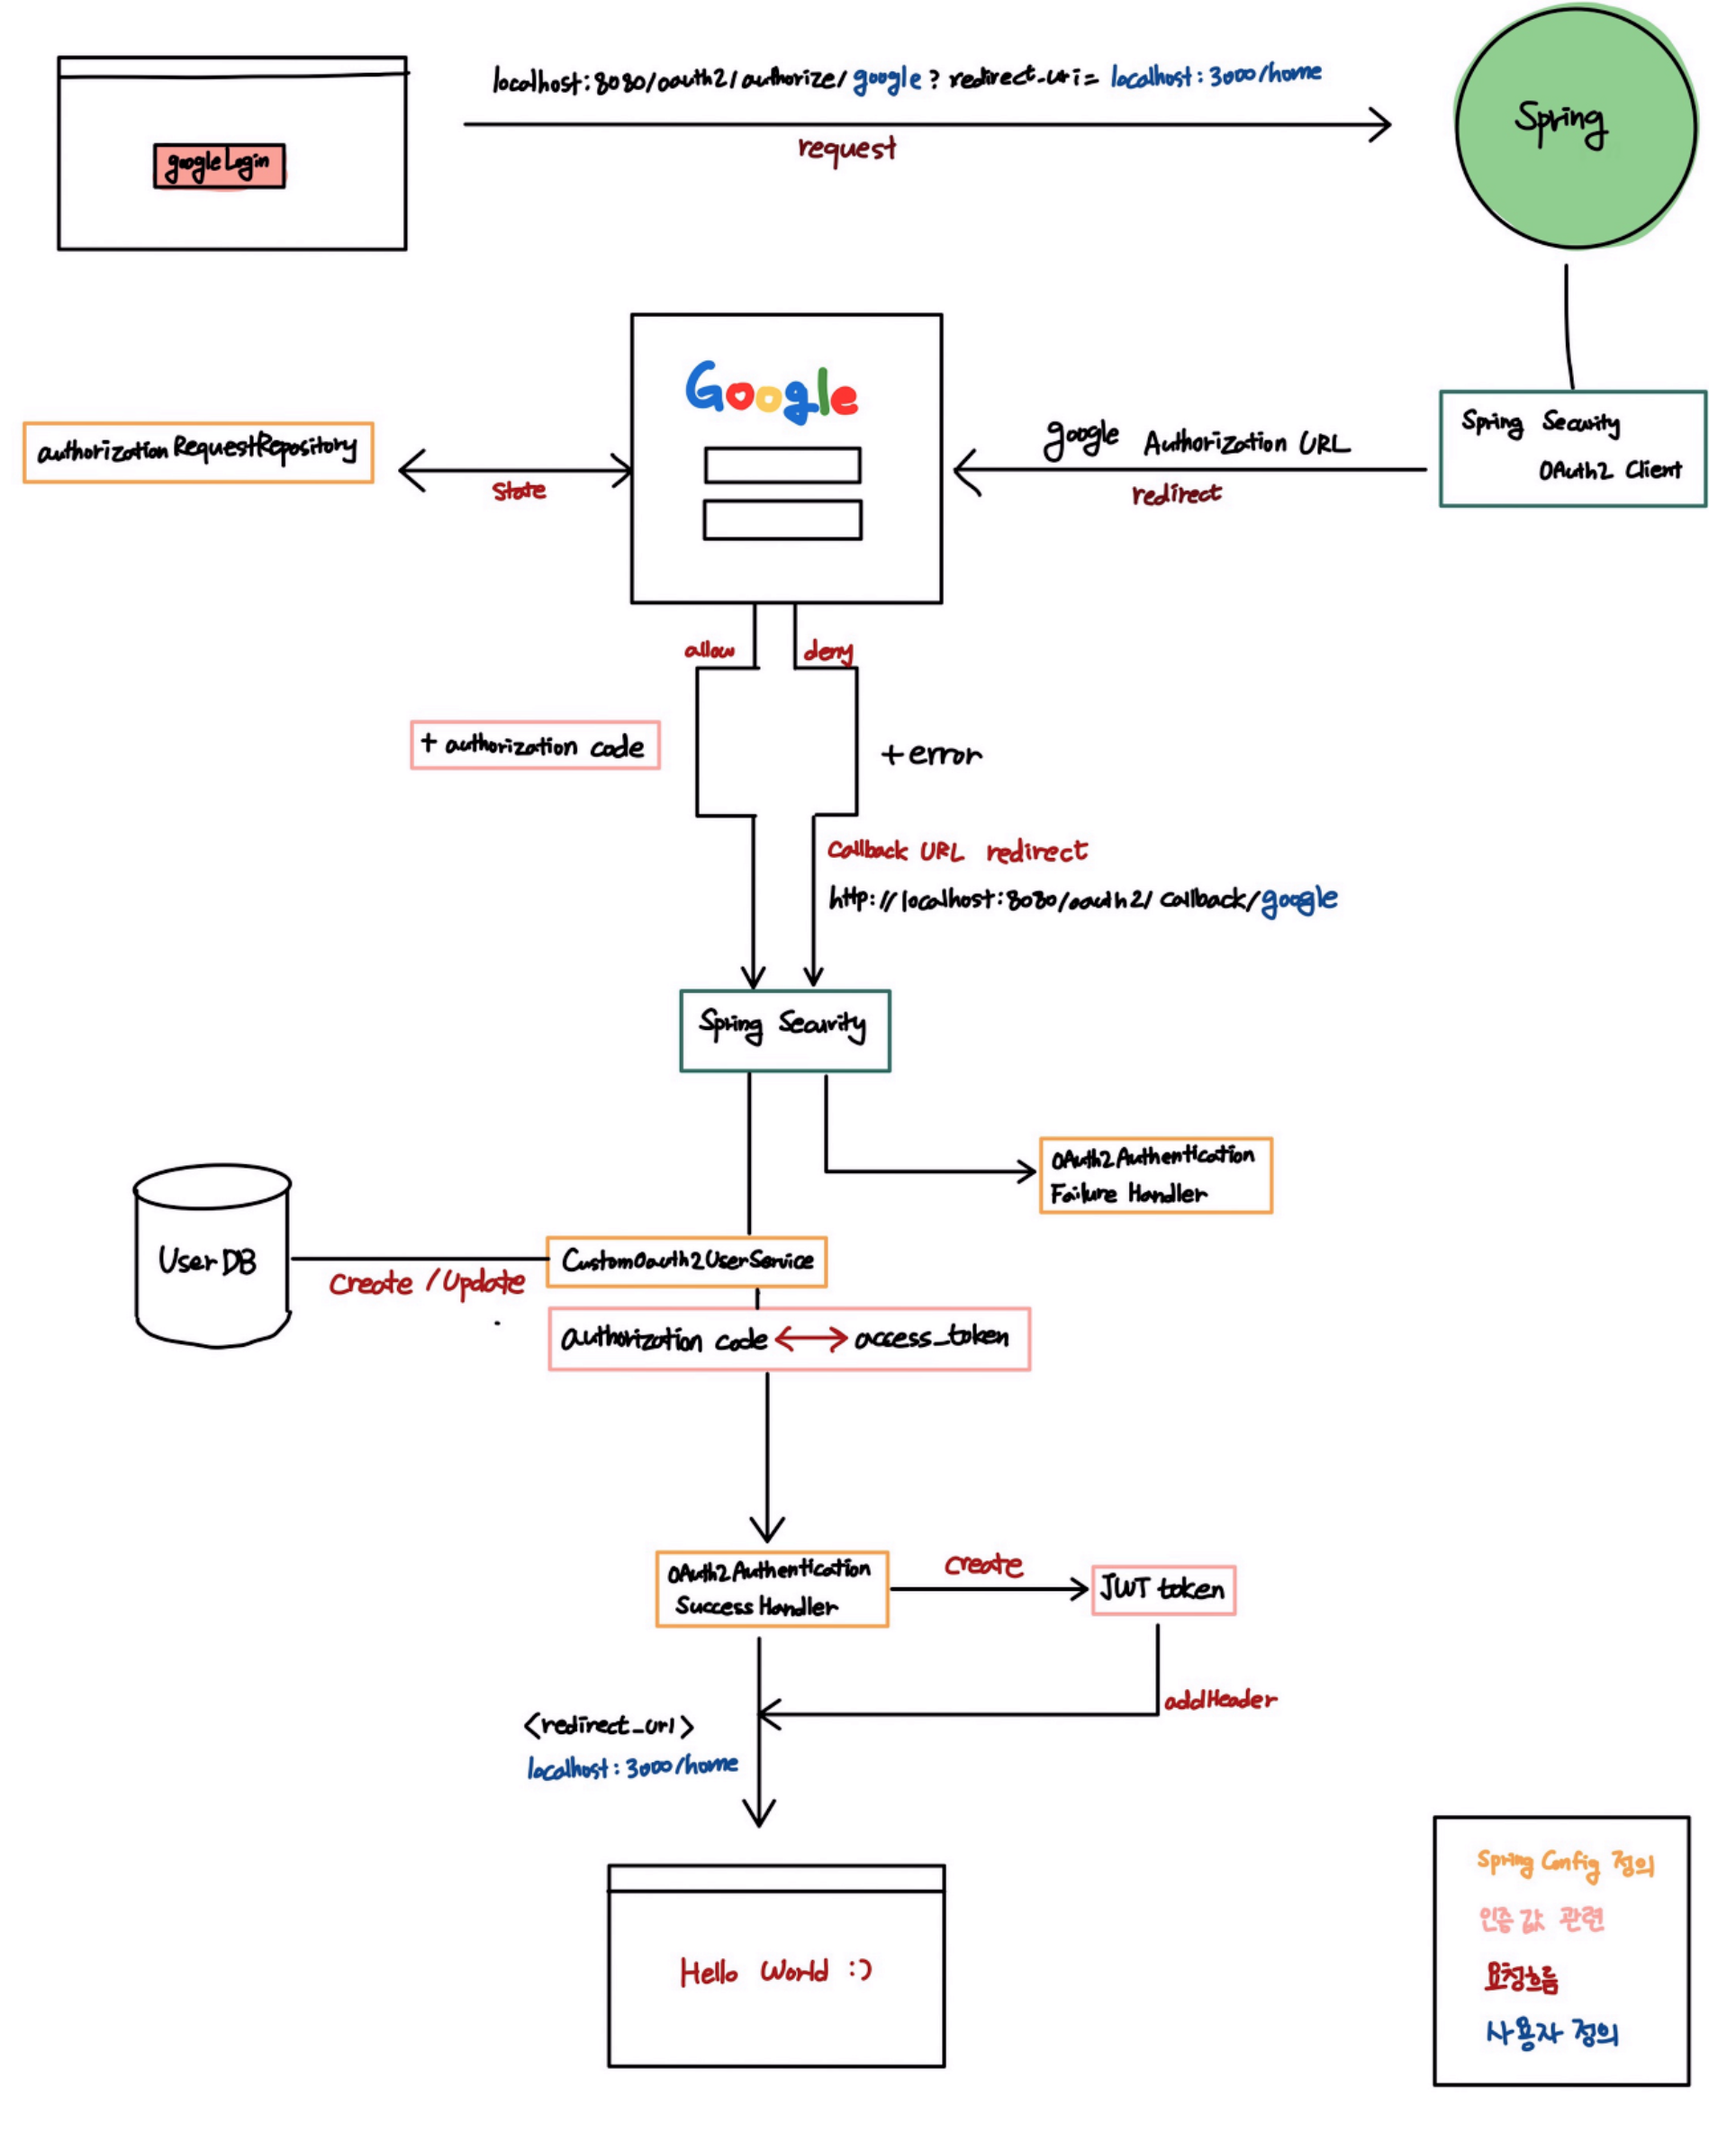 localhost:8080/oauth2/authorize/google?redirect-uri=localhost:3000/home
request
google Login
Spring
Google
authorization RequestRepository
state
google Authorization URL
redirect
Spring Security
OAuth2 Client
allow
deny
+ authorization code
+error
Callback URL redirect
http://localhost:8080/oauth2/callback/google
Spring Security
OAuth2 Authentication
Failure Handler
User DB
Create /Update
CustomOauth2UserService
authorization code
access_token
OAuth2 Authentication
Success Handler
create
JWT token
addHeader
<redirect_url>
localhost:3000/home
Hello World :)
Spring Config 정의
인증 값 관련
요청흐름
사용자 정의